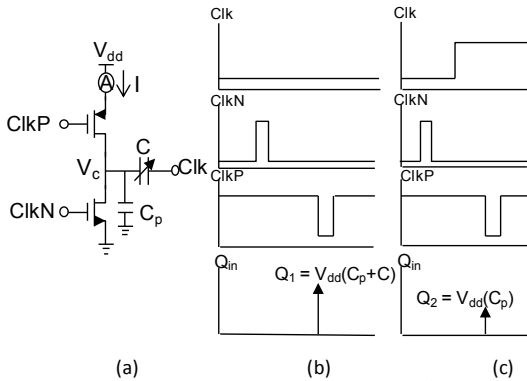 V_dd
A
I
ClkP
C
Clk
V_c
ClkN
C_p
(a)
Clk
ClkN
ClkP
Q_in
Q_1 = V_dd(C_p+C)
(b)
Clk
ClkN
ClkP
Q_in
Q_2 = V_dd(C_p)
(c)